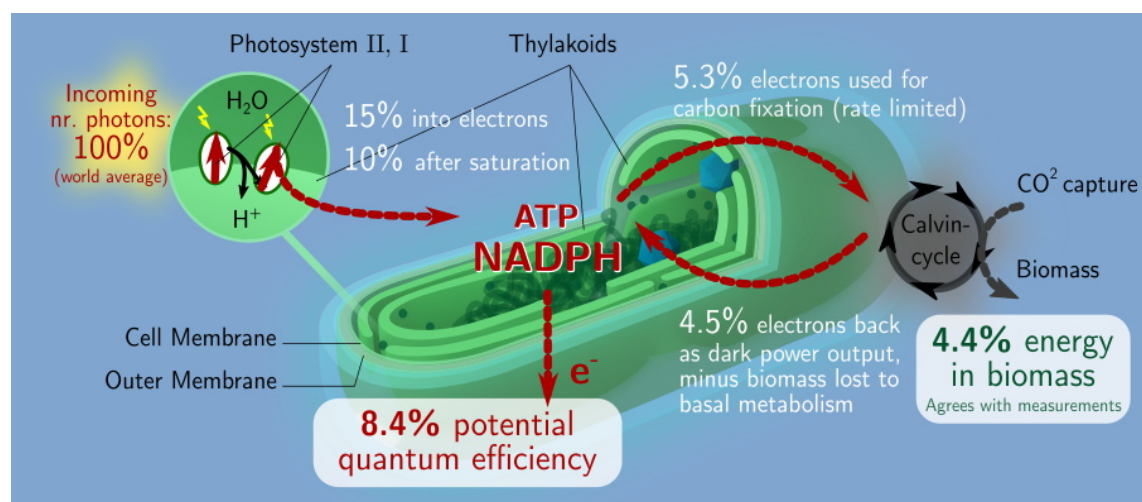 Photosystem II, I
Thylakoids
Incoming
nr. photons:
100%
(world average)
H₂O
H⁺
15% into electrons
10% after saturation
5.3% electrons used for
carbon fixation (rate limited)
ATP
NADPH
CO² capture
Calvin-
cycle
Biomass
Cell Membrane
Outer Membrane
e⁻
4.5% electrons back
as dark power output,
minus biomass lost to
basal metabolism
4.4% energy
in biomass
Agrees with measurements
8.4% potential
quantum efficiency